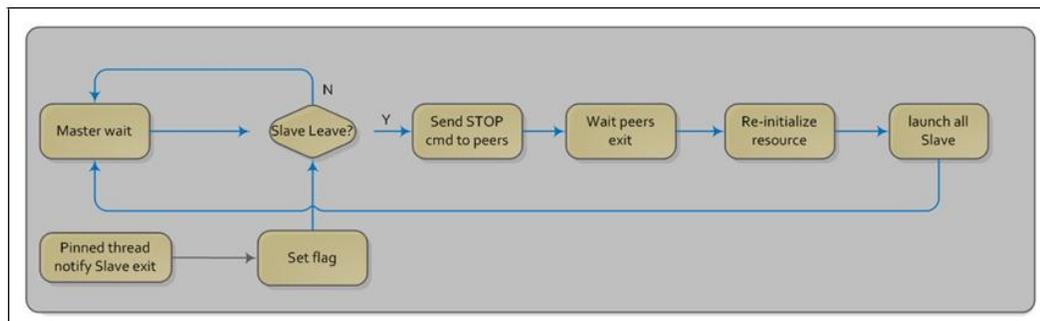 N
Master wait
Slave Leave?
Y
Send STOP
cmd to peers
Wait peers
exit
Re-initialize
resource
launch all
Slave
Pinned thread
notify Slave exit
Set flag